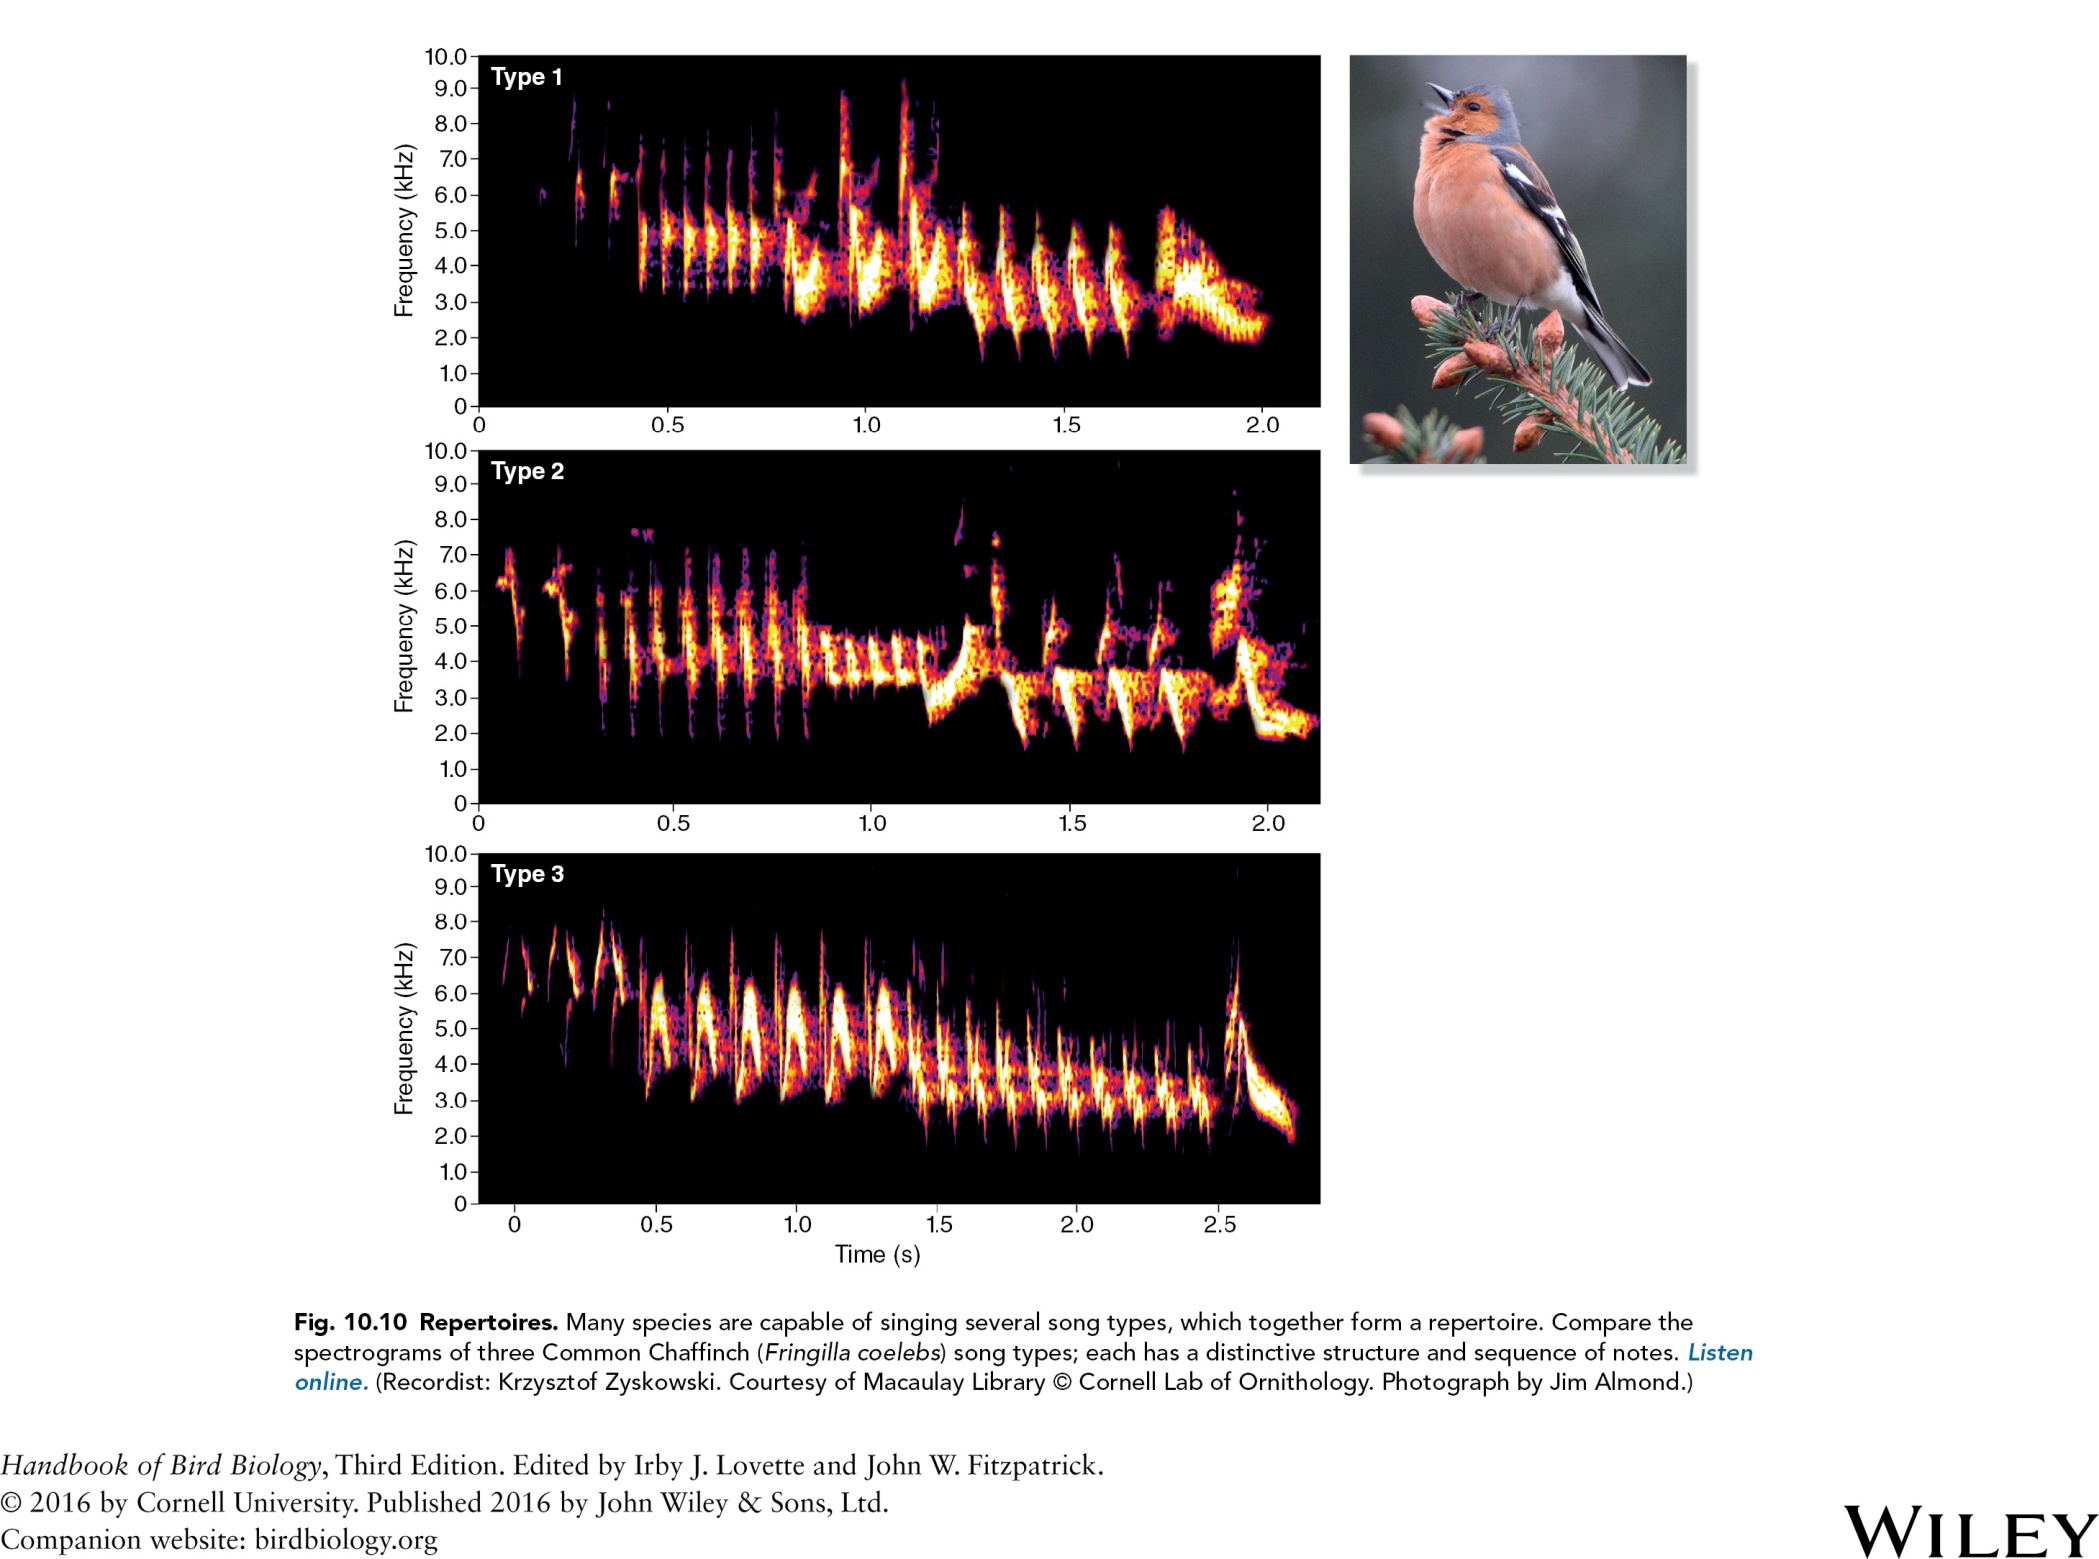 10.0
Type 1
9.0
8.0
7.0
6.0
5.0
4.0
3.0
2.0
1.0
0
Frequency (kHz)
0 0.5 1.0 1.5 2.0
10.0
Type 2
9.0
8.0
70
6.0
5.0
4.0
3.0
2.0
1.0
0
Frequency (kHz)
0 0.5 1.0 1.5 2.0
10.0
Type 3
9.0
8.0
7.0
6.0
5.0
4.0
3.0
2.0
1.0
0
Frequency (kHz)
0 0.5 1.0 1.5 2.0 2.5
Time (s)
Fig. 10.10 Repertoires. Many species are capable of singing several song types, which together form a repertoire. Compare the
spectrograms of three Common Chaffinch (Fringilla coelebs) song types; each has a distinctive structure and sequence of notes. Listen
online. (Recordist: Krzysztof Zyskowski. Courtesy of Macaulay Library © Cornell Lab of Ornithology. Photograph by Jim Almond.)
Handbook of Bird Biology, Third Edition. Edited by Irby J. Lovette and John W. Fitzpatrick.
© 2016 by Cornell University. Published 2016 by John Wiley & Sons, Ltd.
Companion website: birdbiology.org
WILEY